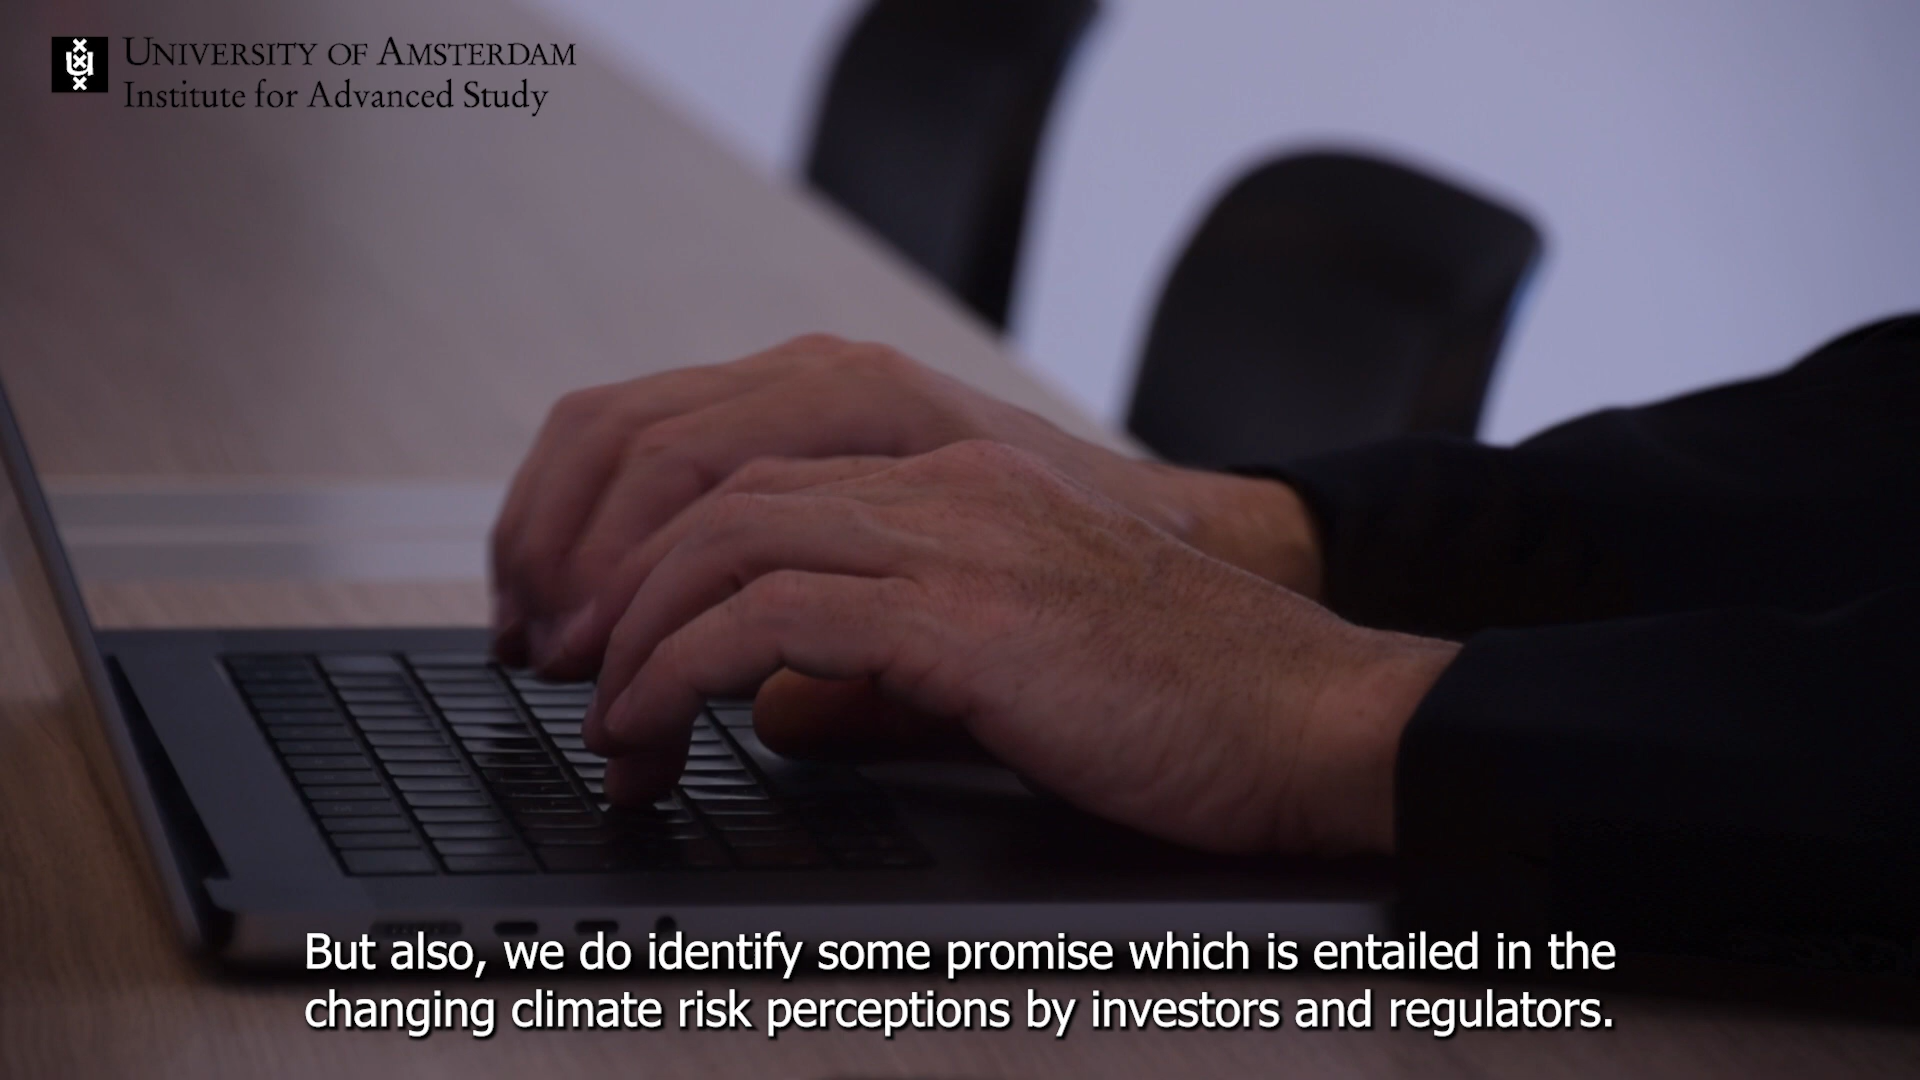 UNIVERSITY OF AMSTERDAM
Institute for Advanced Study
But also, we do identify some promise which is entailed in the
changing climate risk perceptions by investors and regulators.